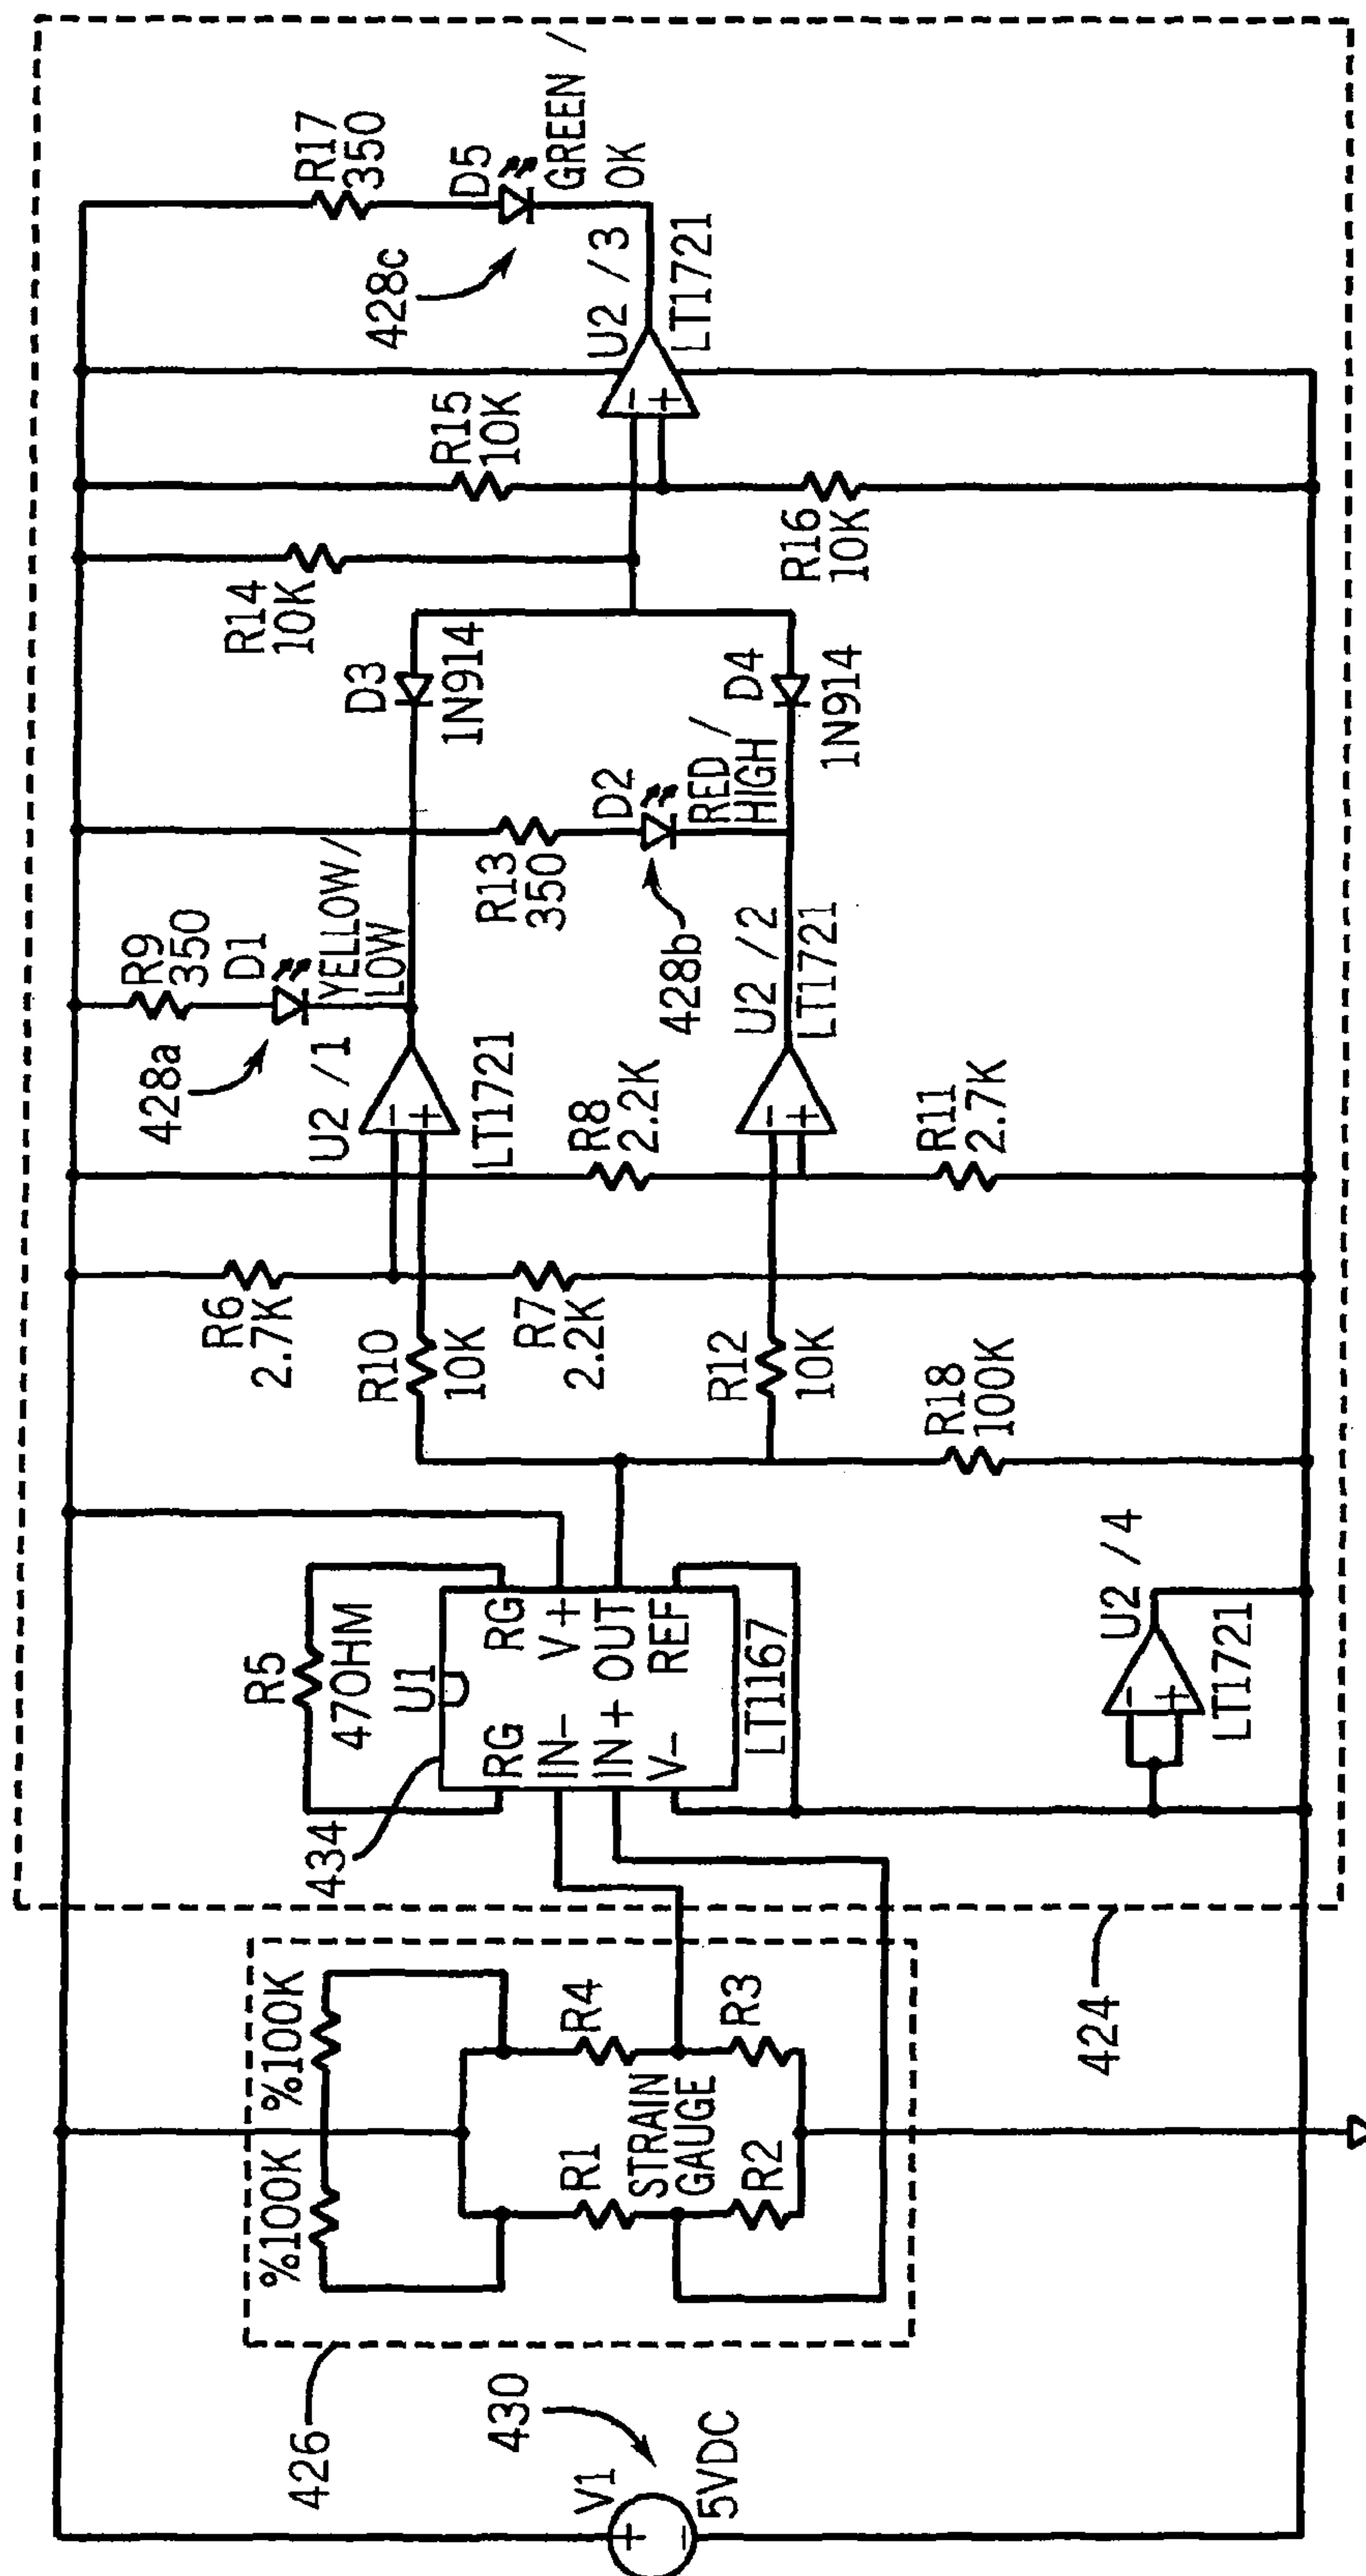 426
430
V1
5VDC
%100K
%100K
R1
R4
STRAIN
GAUGE
R2
R3
424
434
R5
470HM
U1
RG
RG
IN-
V+
IN+
OUT
V-
REF
LT1167
U2 /4
LT1721
R6
2.7K
R10
10K
R7
2.2K
R12
10K
R18
100K
428a
R9
350
D1
YELLOW/
LOW
U2 /1
LT1721
R8
2.2K
R11
2.7K
428b
U2 /2
LT1721
R13
350
D2
RED /
HIGH
D3
1N914
D4
1N914
R14
10K
R15
10K
R16
10K
428c
U2 /3
LT1721
R17
350
D5
GREEN /
OK